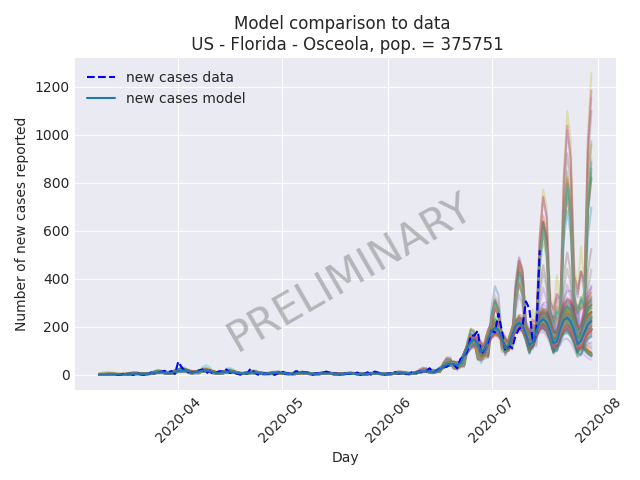 Model comparison to data
US - Florida - Osceola, pop. = 375751
new cases data
new cases model
Number of new cases reported
1200
1000
800
600
400
200
0
PRELIMINARY
2020-04
2020-05
2020-06
2020-07
2020-08
Day